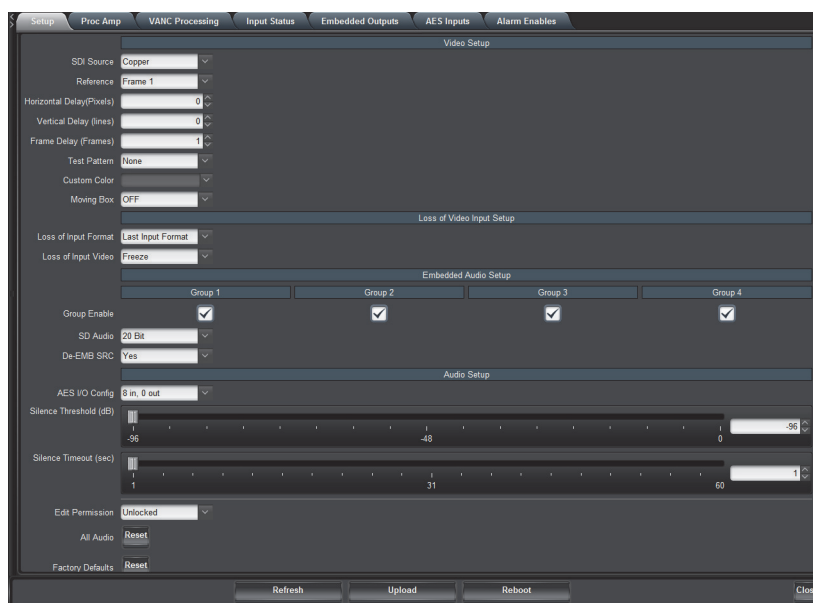 Setup Proc Amp VANC Processing Input Status Embedded Outputs AES Inputs Alarm Enables
Video Setup
SDI Source Copper
Reference Frame 1
Horizontal Delay(Pixels) 0
Vertical Delay (lines) 0
Frame Delay (Frames) 1
Test Pattern None
Custom Color
Moving Box OFF
Loss of Video Input Setup
Loss of Input Format Last Input Format
Loss of Input Video Freeze
Embedded Audio Setup
Group 1 Group 2 Group 3 Group 4
Group Enable
SD Audio 20 Bit
De-EMB SRC Yes
Audio Setup
AES I/O Config 8 in, 0 out
Silence Threshold (dB) -96
-96 -48 0
Silence Timeout (sec) 1
1 31 60
Edit Permission Unlocked
All Audio Reset
Factory Defaults Reset
Refresh Upload Reboot Clos